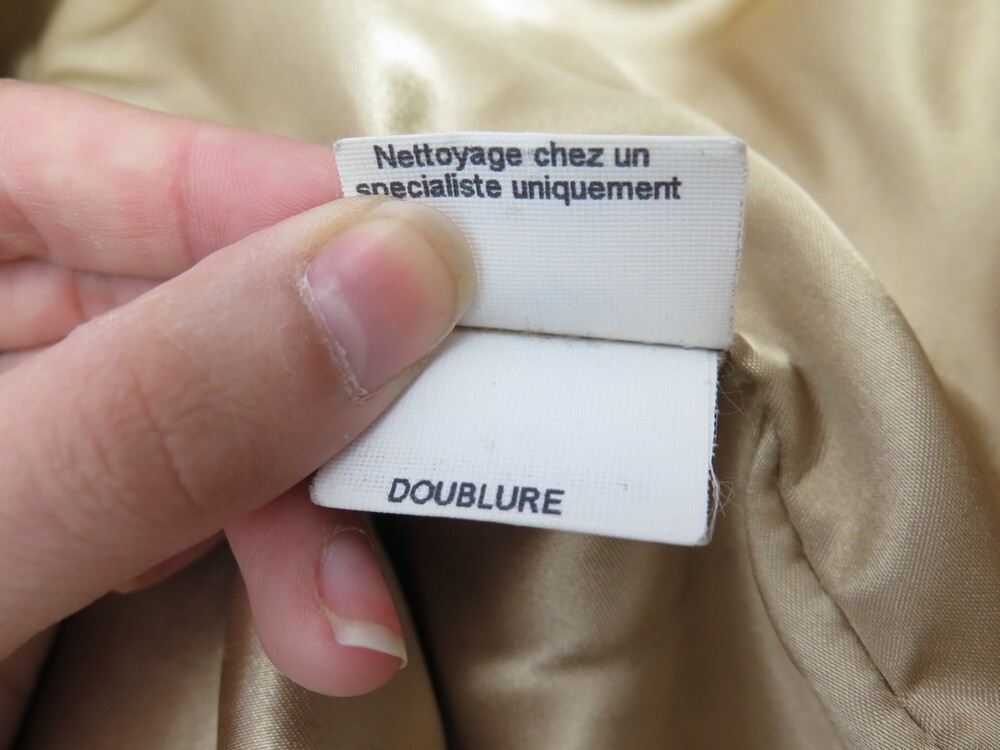 Nettoyage chez un
specialiste uniquement
DOUBLURE